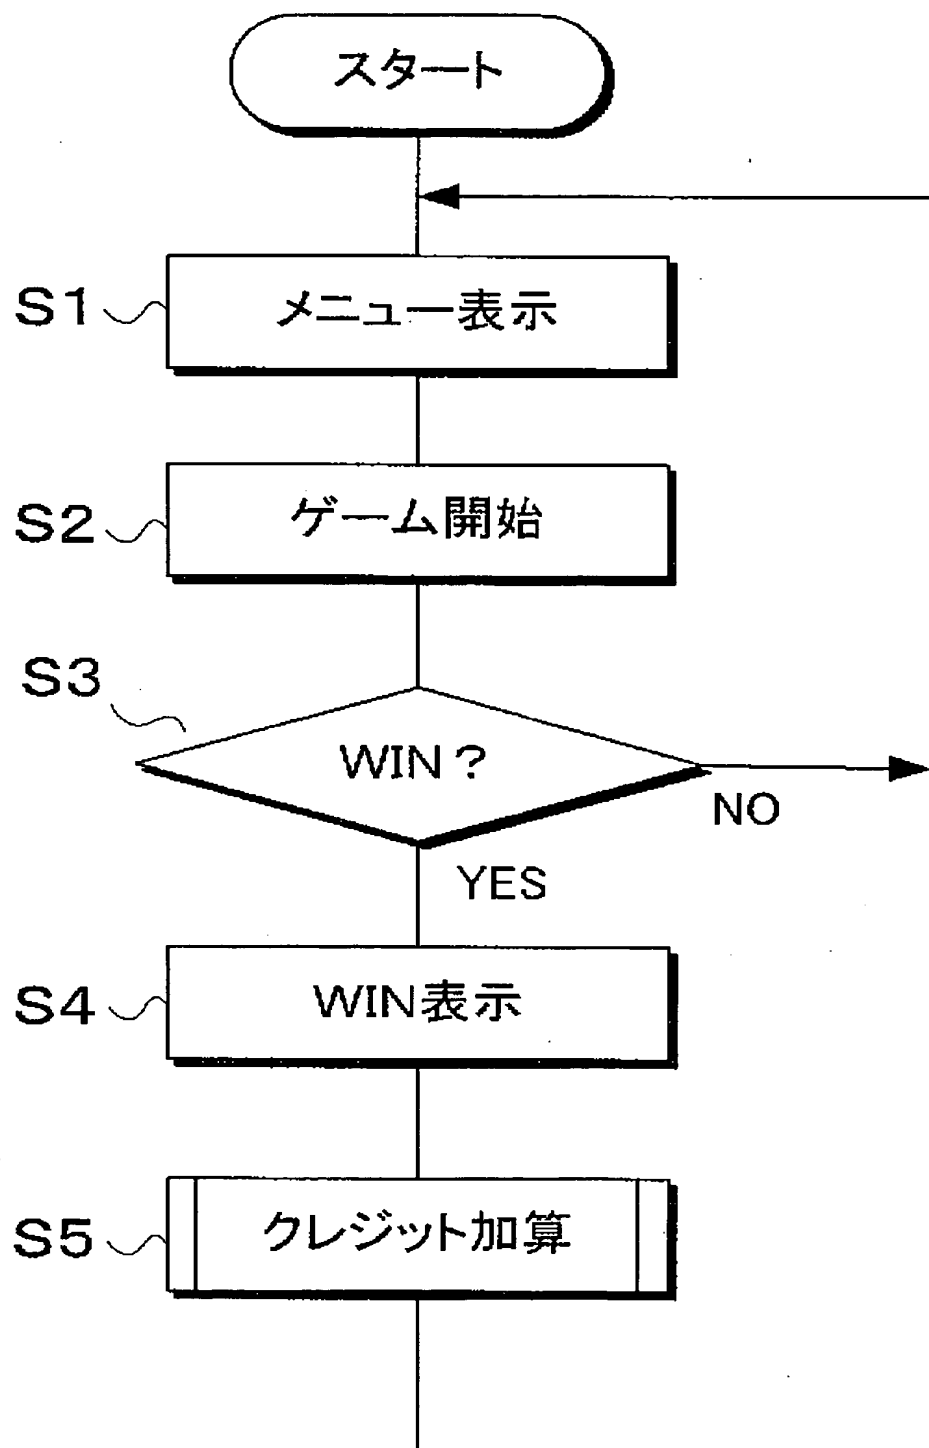 スタート
S1
メニュー表示
S2
ゲーム開始
S3
WIN?
NO
YES
S4
WIN表示
S5
クレジット加算